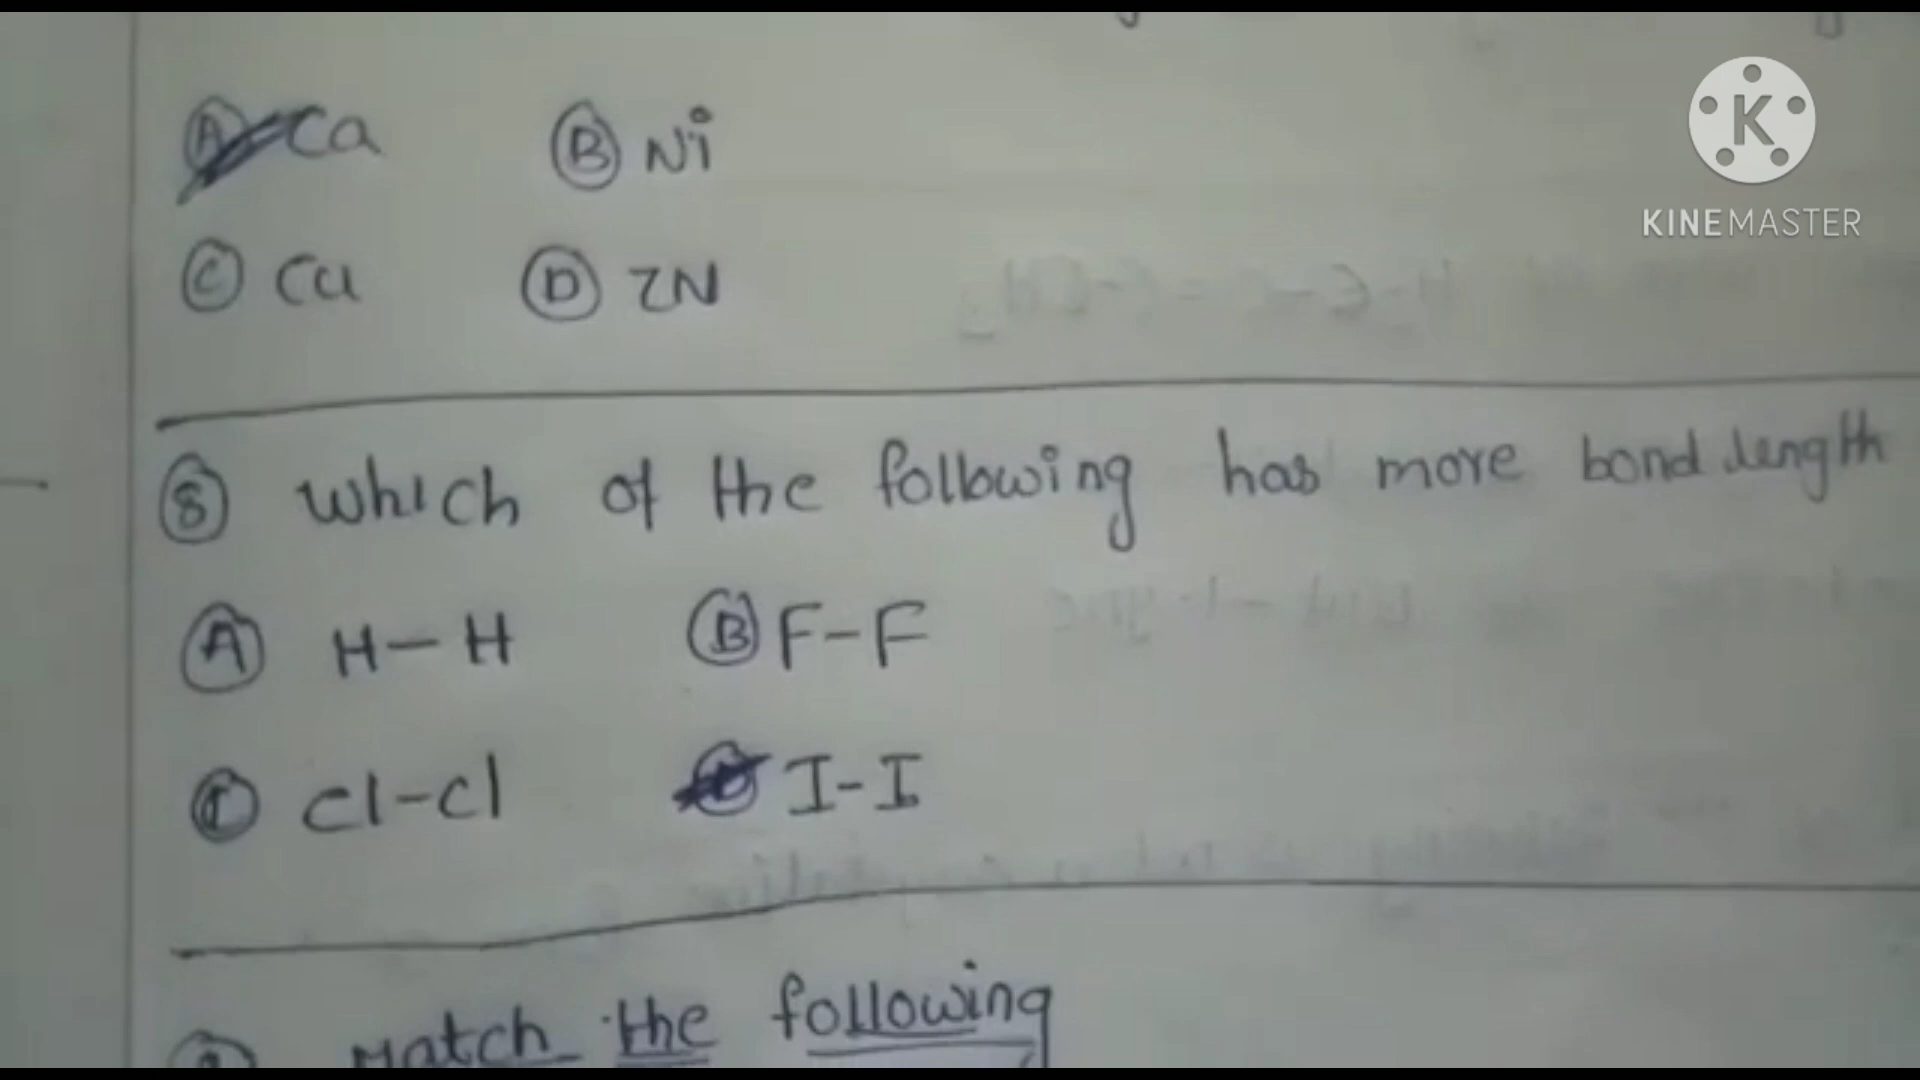 A Ca B Ni
C Cu D ZN
K
KINEMASTER
8 which of the following has more bond length
A H-H B F-F
C Cl-Cl D I-I
Match the following